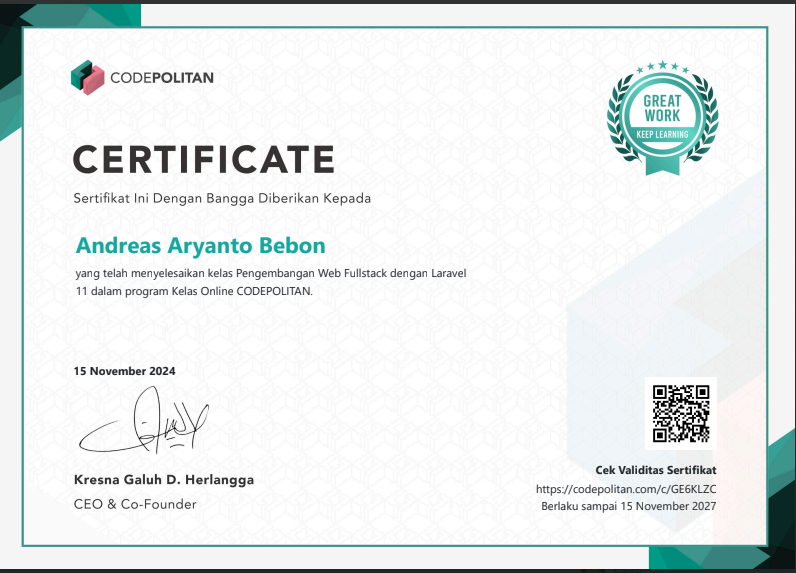 CODEPOLITAN
GREAT
WORK
KEEP LEARNING
CERTIFICATE
Sertifikat Ini Dengan Bangga Diberikan Kepada
Andreas Aryanto Bebon
yang telah menyelesaikan kelas Pengembangan Web Fullstack dengan Laravel
11 dalam program Kelas Online CODEPOLITAN.
15 November 2024
Kresna Galuh D. Herlangga
CEO & Co-Founder
Cek Validitas Sertifikat
https://codepolitan.com/c/GE6KLZC
Berlaku sampai 15 November 2027